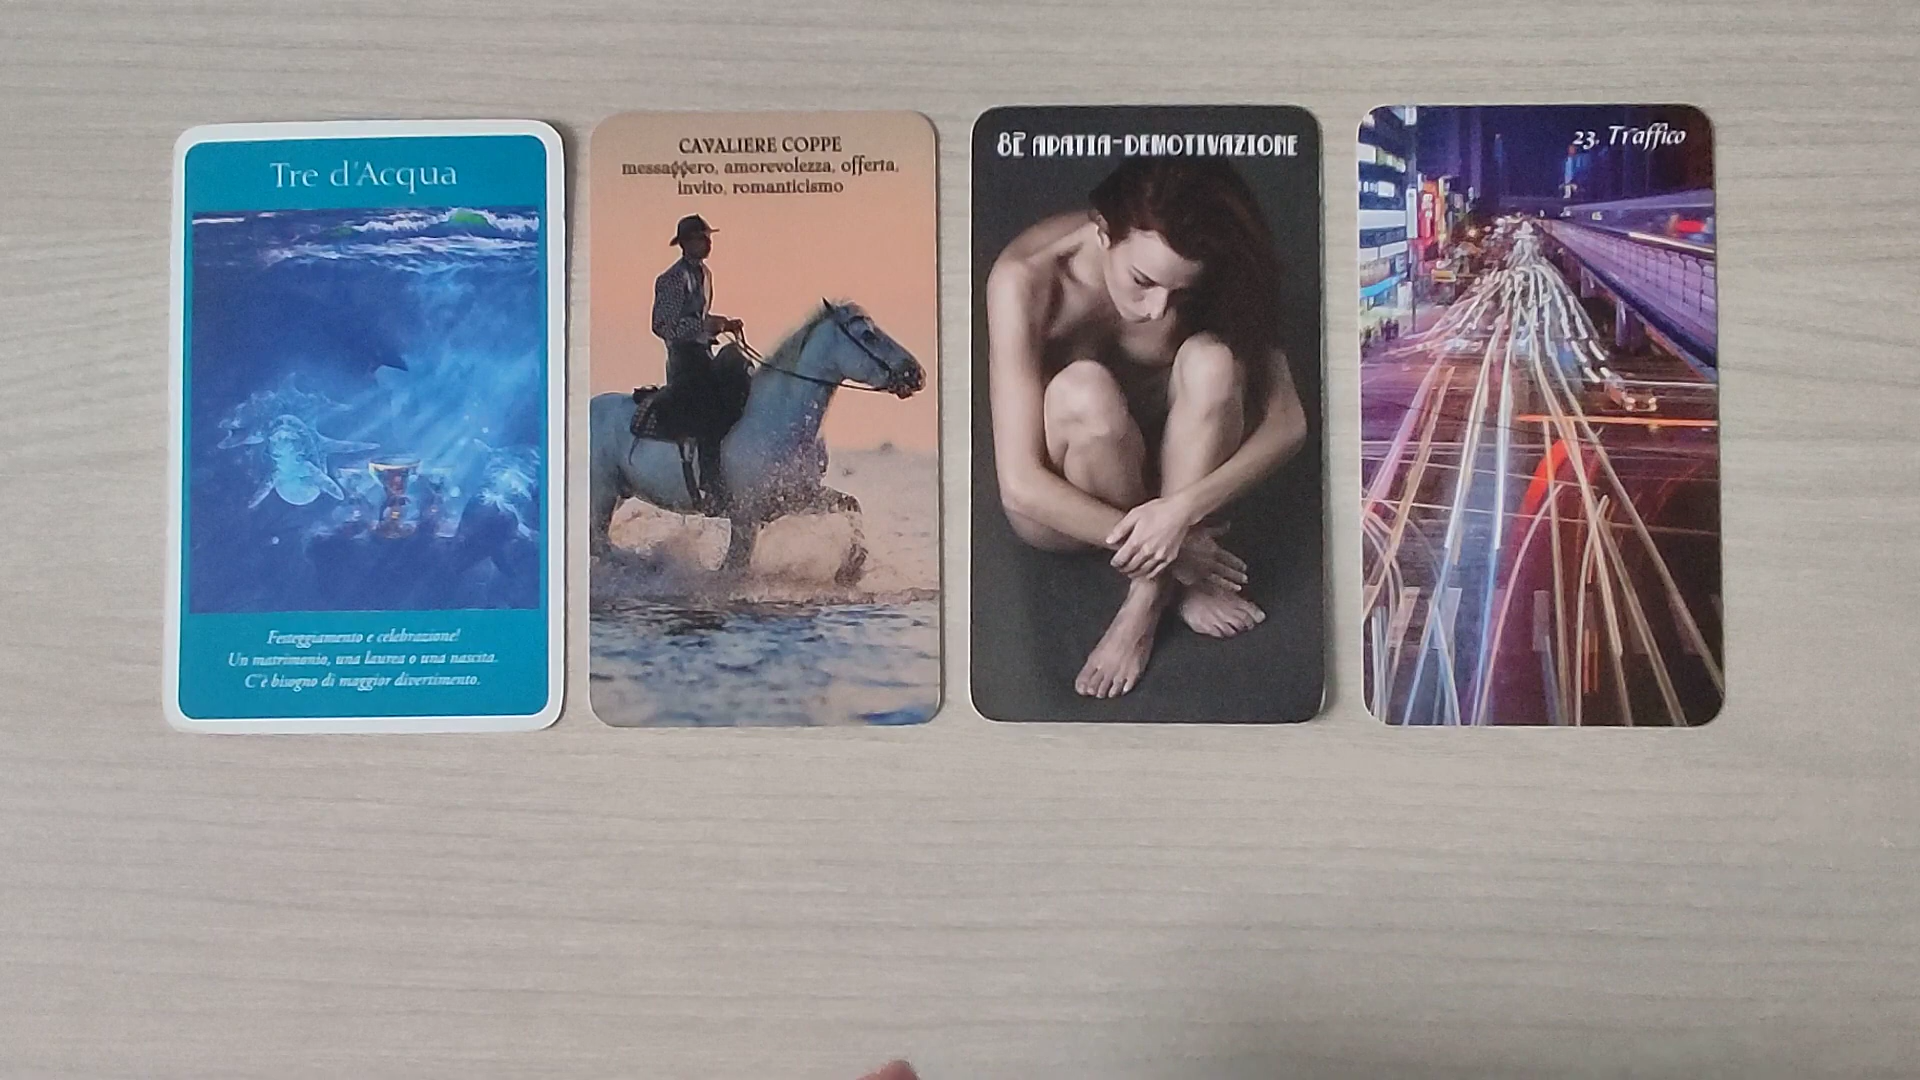 Tre d'Acqua
Festeggiamento e celebrazione!
Un matrimonio, una laurea o una nascita.
C'è bisogno di maggior divertimento.
CAVALIERE COPPE
messaggero, amorevolezza, offerta,
invito, romanticismo
82 APATIA-DEMOTIVAZIONE
23. Traffico